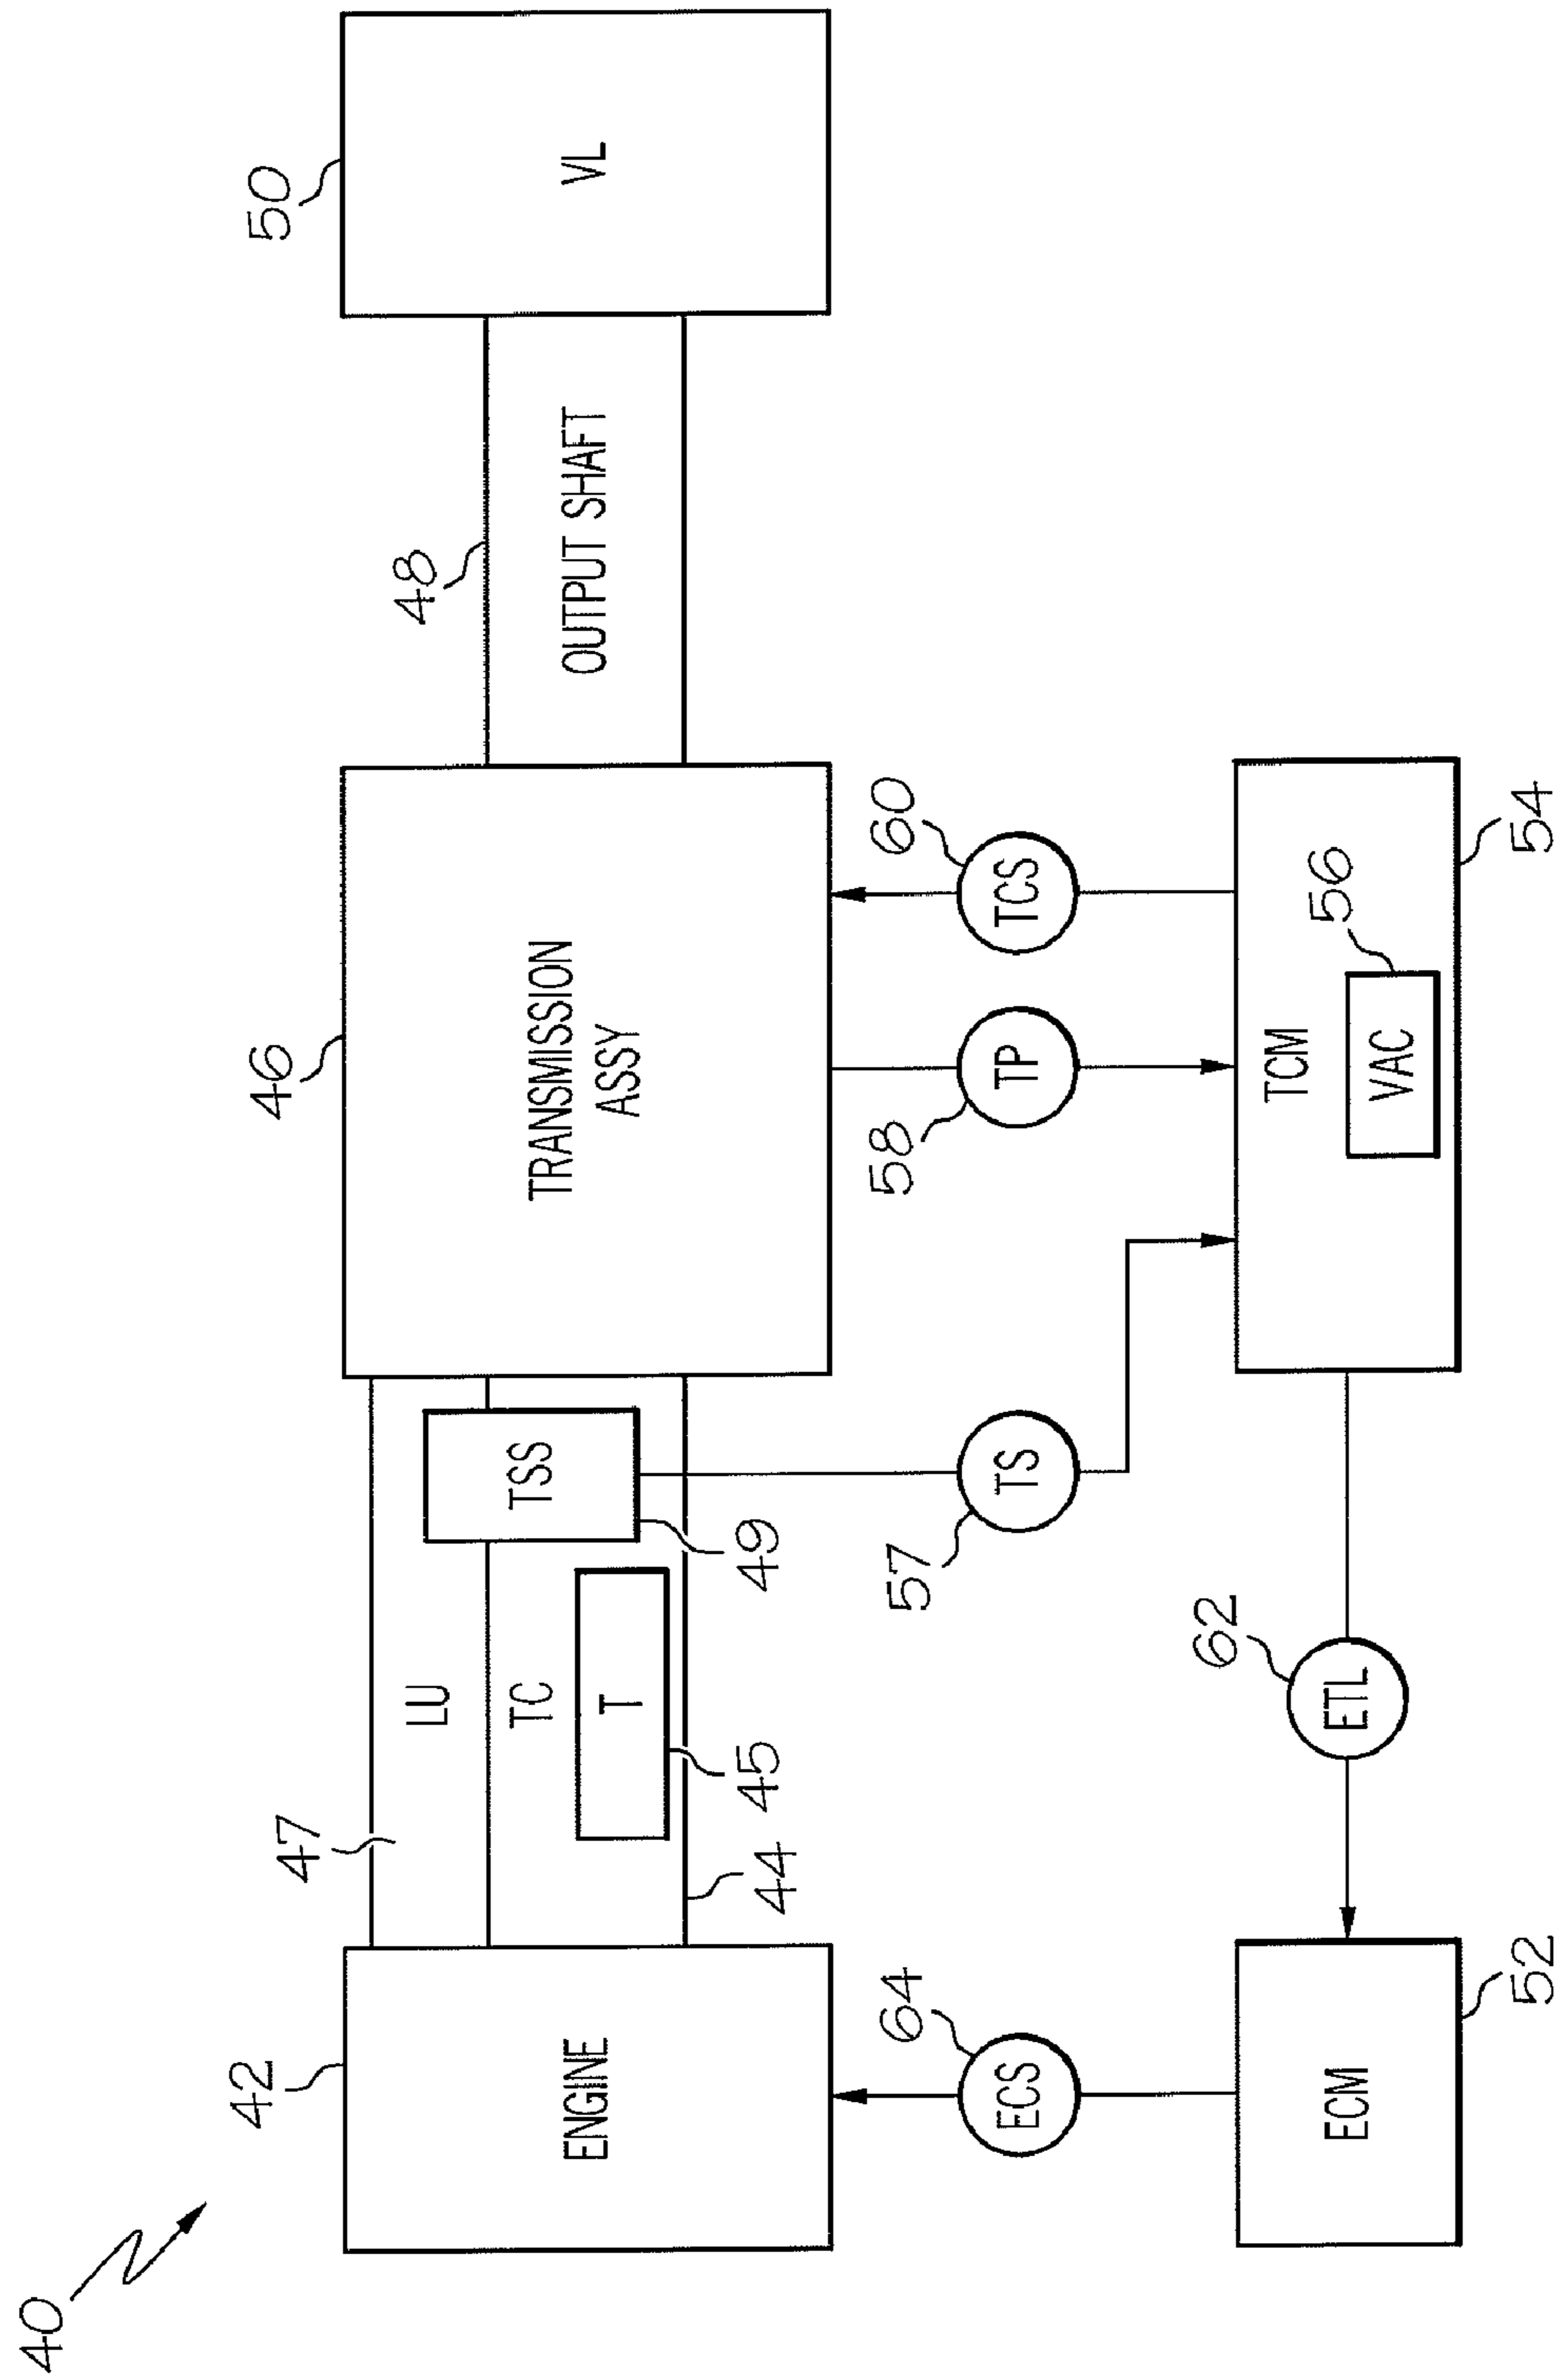 40
42
ENGINE
47
LU
TC
T
45
44
TSS
49
46
TRANSMISSION
ASSY
48
OUTPUT SHAFT
50
VL
64
ECS
57
TS
58
TP
60
TCS
62
ETL
ECM
52
TCM
VAC
56
54